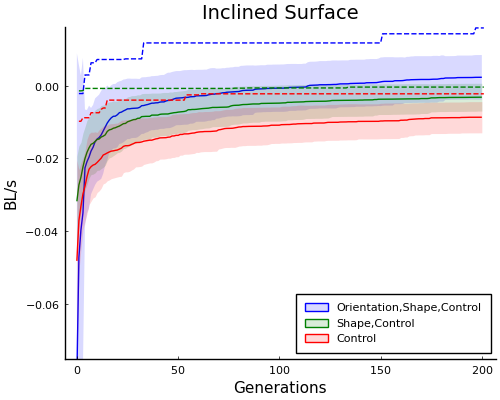 Inclined Surface
BL/s
0.00
−0.02
−0.04
−0.06
0
50
100
150
200
Generations
Orientation,Shape,Control
Shape,Control
Control